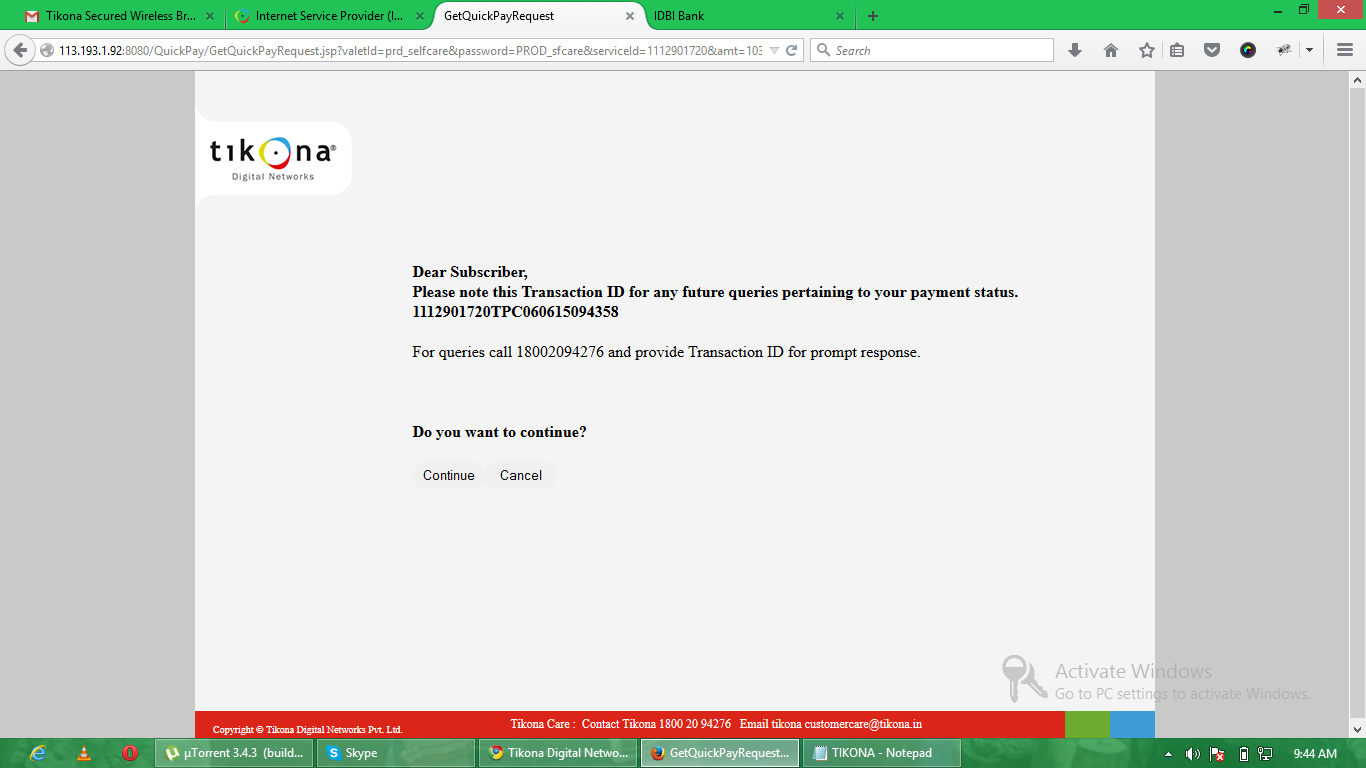 Tikona Secured Wireless Br...
Internet Service Provider (I...
GetQuickPayRequest
IDBI Bank
113.193.1.92:8080/QuickPay/GetQuickPayRequest.jsp?valetId=prd_selfcare&password=PROD_sfcare&serviceId=1112901720&amt=103
Search
tikona®
Digital Networks
Dear Subscriber,
Please note this Transaction ID for any future queries pertaining to your payment status.
1112901720TPC060615094358
For queries call 18002094276 and provide Transaction ID for prompt response.
Do you want to continue?
Continue Cancel
Activate Windows
Go to PC settings to activate Windows.
Copyright © Tikona Digital Networks Pvt. Ltd.
Tikona Care : Contact Tikona 1800 20 94276 Email tikona customercare@tikona.in
µTorrent 3.4.3 (build...
Skype
Tikona Digital Netwo...
GetQuickPayRequest...
TIKONA - Notepad
9:44 AM